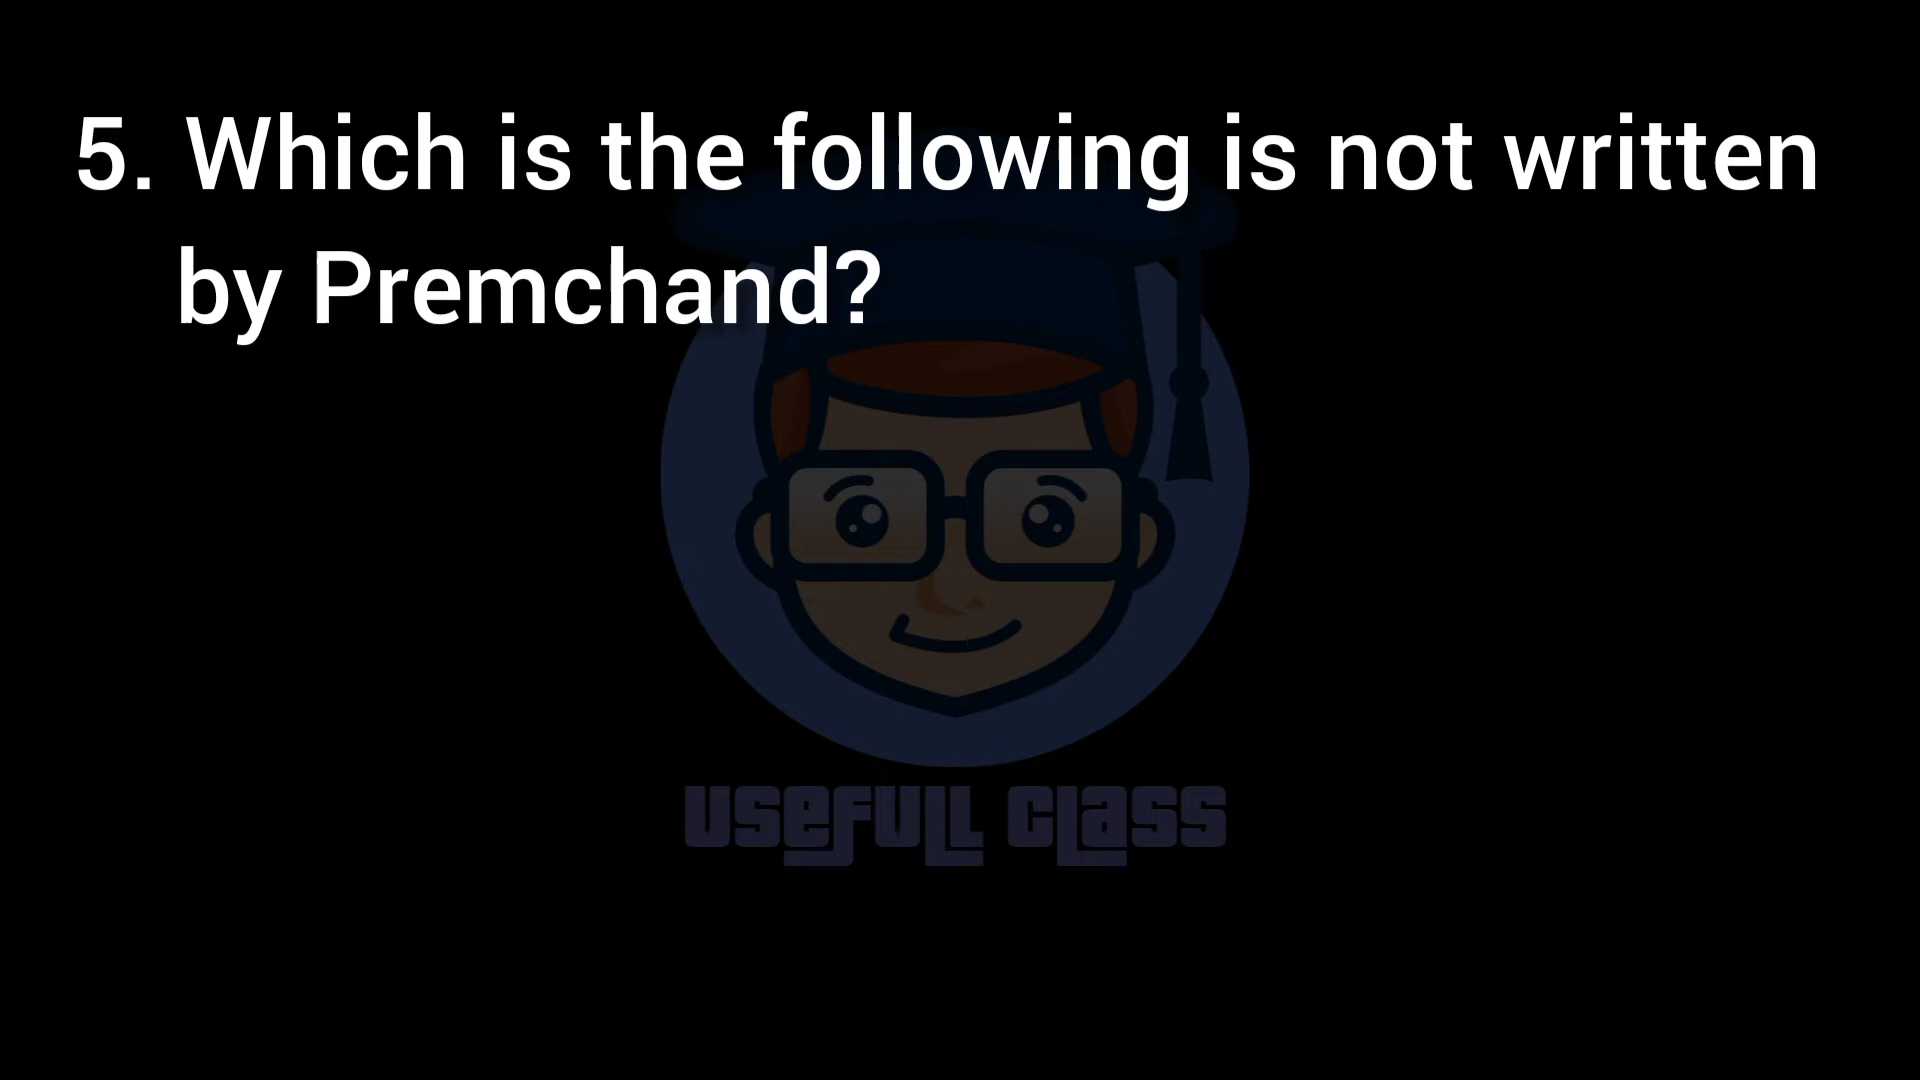 5. Which is the following is not written
by Premchand?
USEFULL CLASS